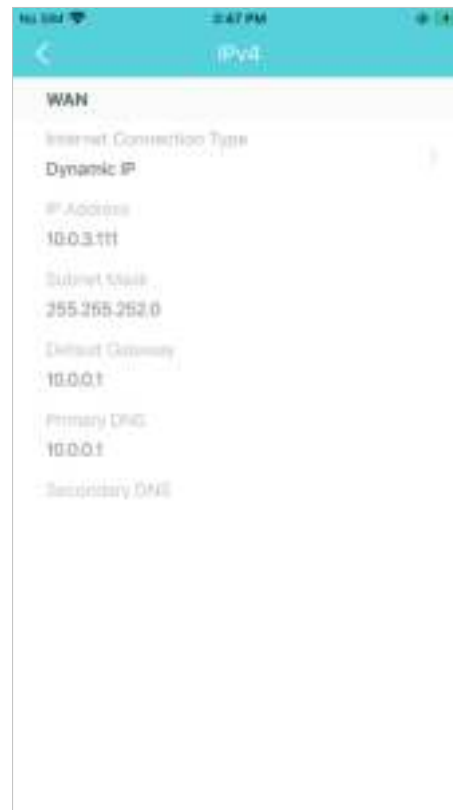 No SIM 3:47 PM
IPv4
WAN
Internet Connection Type
Dynamic IP
IP Address
10.0.3.111
Subnet Mask
255.255.252.0
Default Gateway
10.0.0.1
Primary DNS
10.0.0.1
Secondary DNS